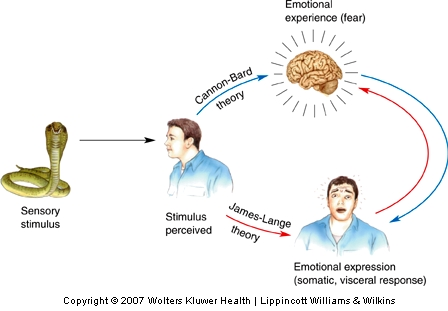 Emotional
experience (fear)
Cannon-Bard
theory
Sensory
stimulus
Stimulus
perceived
James-Lange
theory
Emotional expression
(somatic, visceral response)
Copyright © 2007 Wolters Kluwer Health | Lippincott Williams & Wilkins